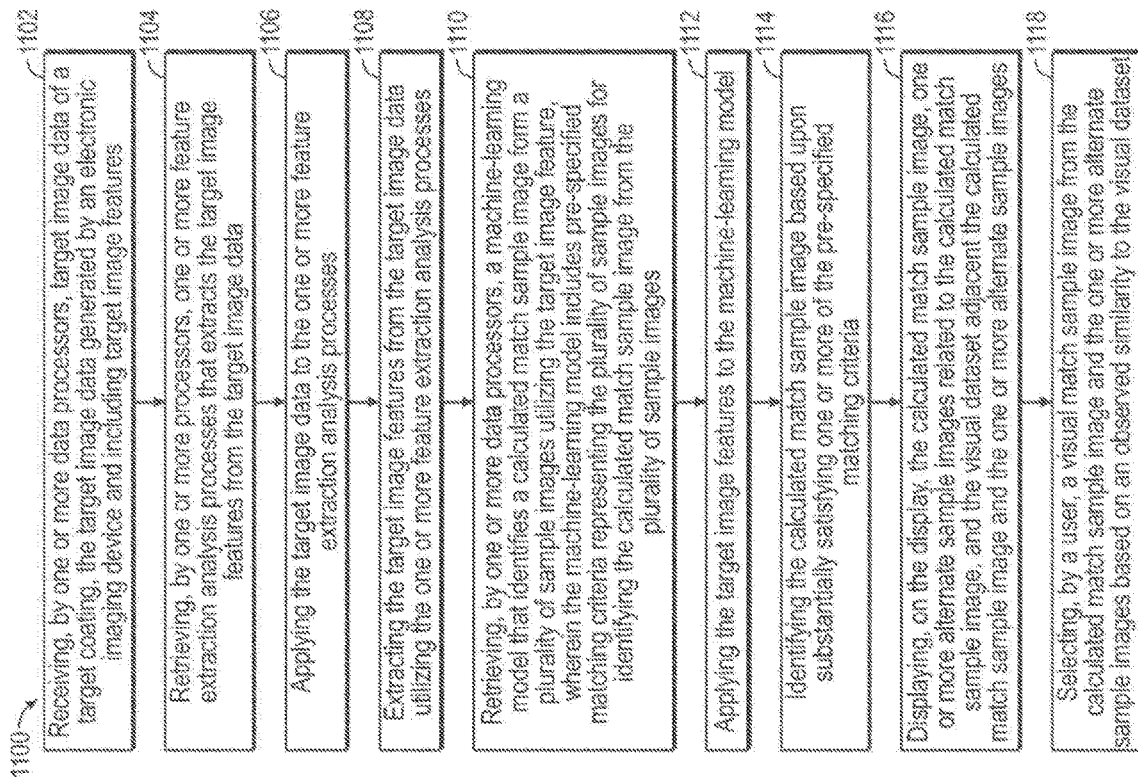 1100
1102
Receiving, by one or more data processors, target image data of a
target coating, the target image data generated by an electronic
imaging device and including target image features
1104
Retrieving, by one or more processors, one or more feature
extraction analysis processes that extracts the target image
features from the target image data
1106
Applying the target image data to the one or more feature
extraction analysis processes
1108
Extracting the target image features from the target image data
utilizing the one or more feature extraction analysis processes
1110
Retrieving, by one or more data processors, a machine-learning
model that identifies a calculated match sample image form a
plurality of sample images utilizing the target image feature,
wherein the machine-learning model includes pre-specified
matching criteria representing the plurality of sample images for
identifying the calculated match sample image from the
plurality of sample images
1112
Applying the target image features to the machine-learning model
1114
Identifying the calculated match sample image based upon
substantially satisfying one or more of the pre-specified
matching criteria
1116
Displaying, on the display, the calculated match sample image, one
or more alternate sample images related to the calculated match
sample image, and the visual dataset adjacent the calculated
match sample image and the one or more alternate sample images
1118
Selecting, by a user, a visual match sample image from the
calculated match sample image and the one or more alternate
sample images based on an observed similarity to the visual dataset